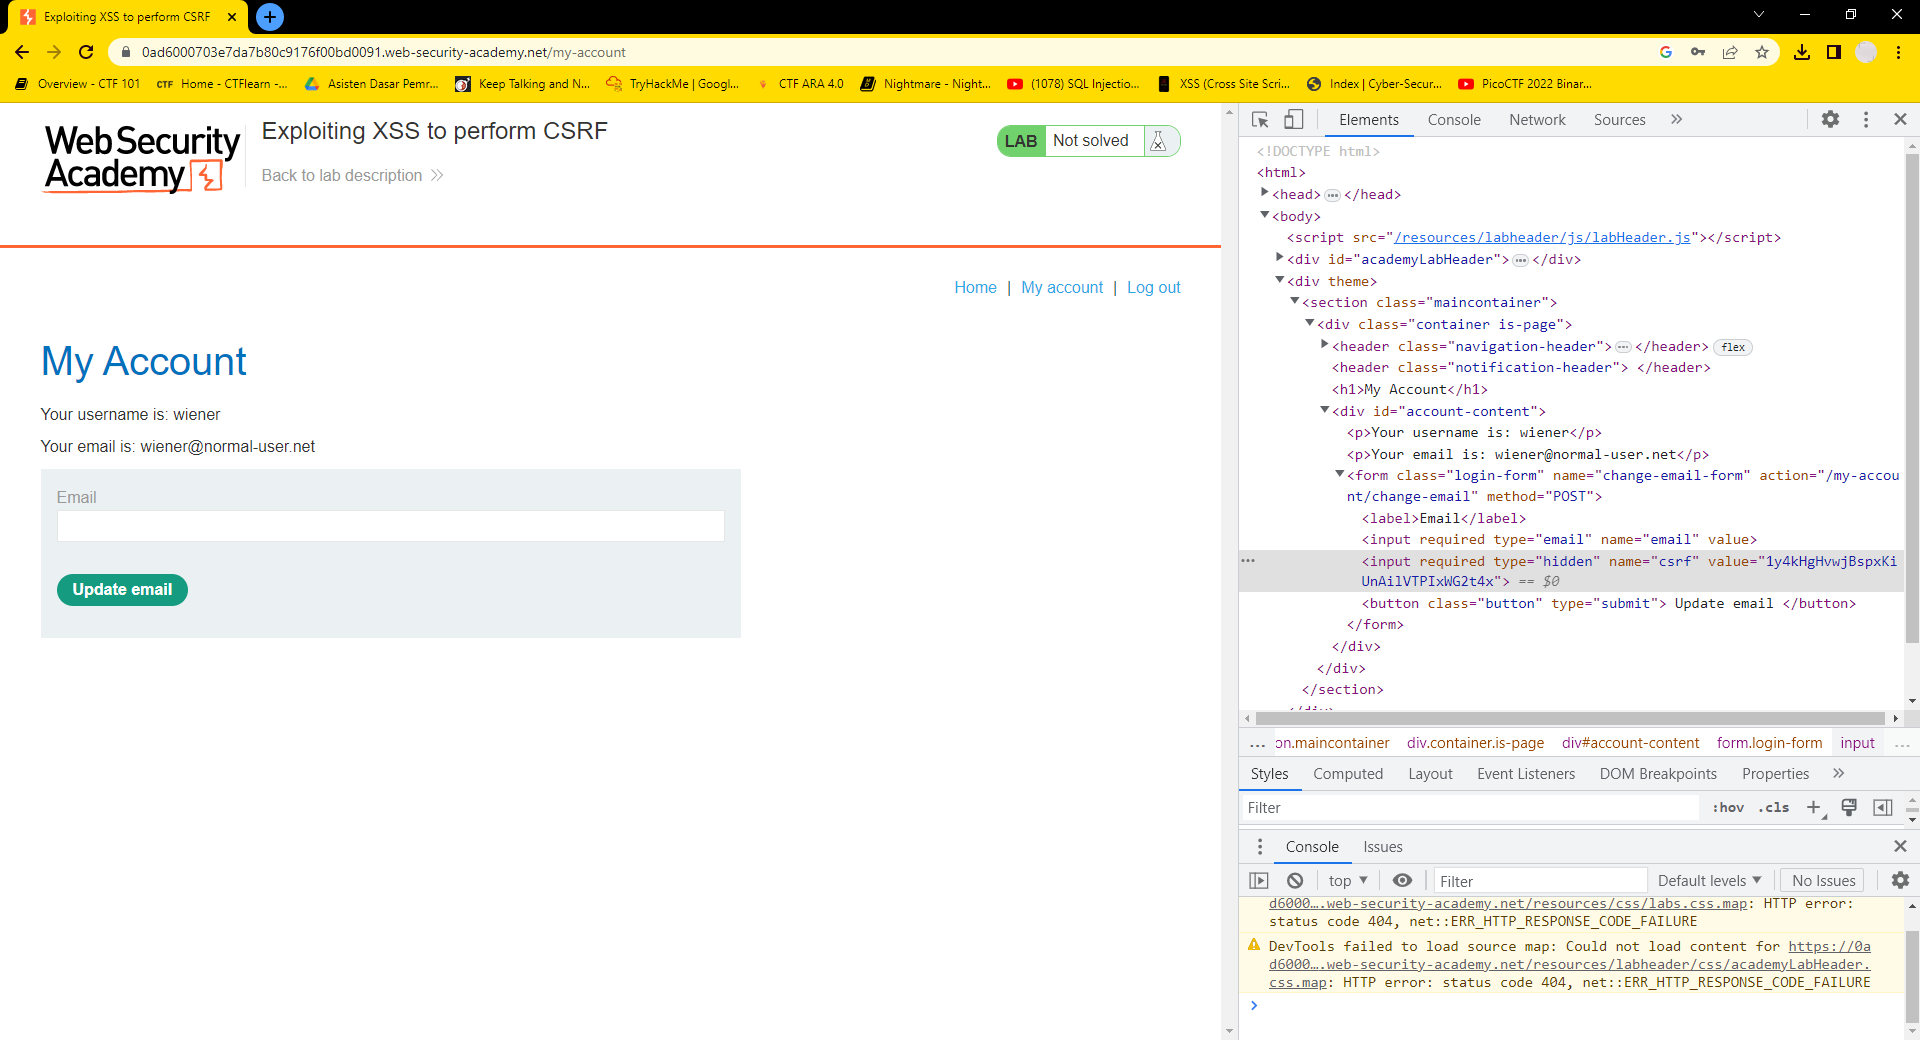 Exploiting XSS to perform CSRF
0ad6000703e7da7b80c9176f00bd0091.web-security-academy.net/my-account
Overview - CTF 101
CTF Home - CTFlearn -...
Asisten Dasar Pemr...
Keep Talking and N...
TryHackMe | Googl...
CTF ARA 4.0
Nightmare - Night...
(1078) SQL Injectio...
XSS (Cross Site Scri...
Index | Cyber-Secur...
PicoCTF 2022 Binar...
Web Security
Academy
Exploiting XSS to perform CSRF
Back to lab description
LAB Not solved
Home | My account | Log out
My Account
Your username is: wiener
Your email is: wiener@normal-user.net
Email
Update email
Elements Console Network Sources
<!DOCTYPE html>
<html>
<head> ... </head>
<body>
<script src="/resources/labheader/js/labHeader.js"></script>
<div id="academyLabHeader"> ... </div>
<div theme>
<section class="maincontainer">
<div class="container is-page">
<header class="navigation-header"> ... </header> flex
<header class="notification-header"> </header>
<h1>My Account</h1>
<div id="account-content">
<p>Your username is: wiener</p>
<p>Your email is: wiener@normal-user.net</p>
<form class="login-form" name="change-email-form" action="/my-accou
nt/change-email" method="POST">
<label>Email</label>
<input required type="email" name="email" value>
<input required type="hidden" name="csrf" value="1y4kHgHvwjBspxKi
UnAilVTPIxWG2t4x"> == $0
<button class="button" type="submit"> Update email </button>
</form>
</div>
</div>
</section>
</div>
... on.maincontainer div.container.is-page div#account-content form.login-form input ...
Styles Computed Layout Event Listeners DOM Breakpoints Properties
Filter :hov .cls
Console Issues
top Filter Default levels No Issues
d6000….web-security-academy.net/resources/css/labs.css.map: HTTP error:
status code 404, net::ERR_HTTP_RESPONSE_CODE_FAILURE
DevTools failed to load source map: Could not load content for https://0a
d6000….web-security-academy.net/resources/labheader/css/academyLabHeader.
css.map: HTTP error: status code 404, net::ERR_HTTP_RESPONSE_CODE_FAILURE